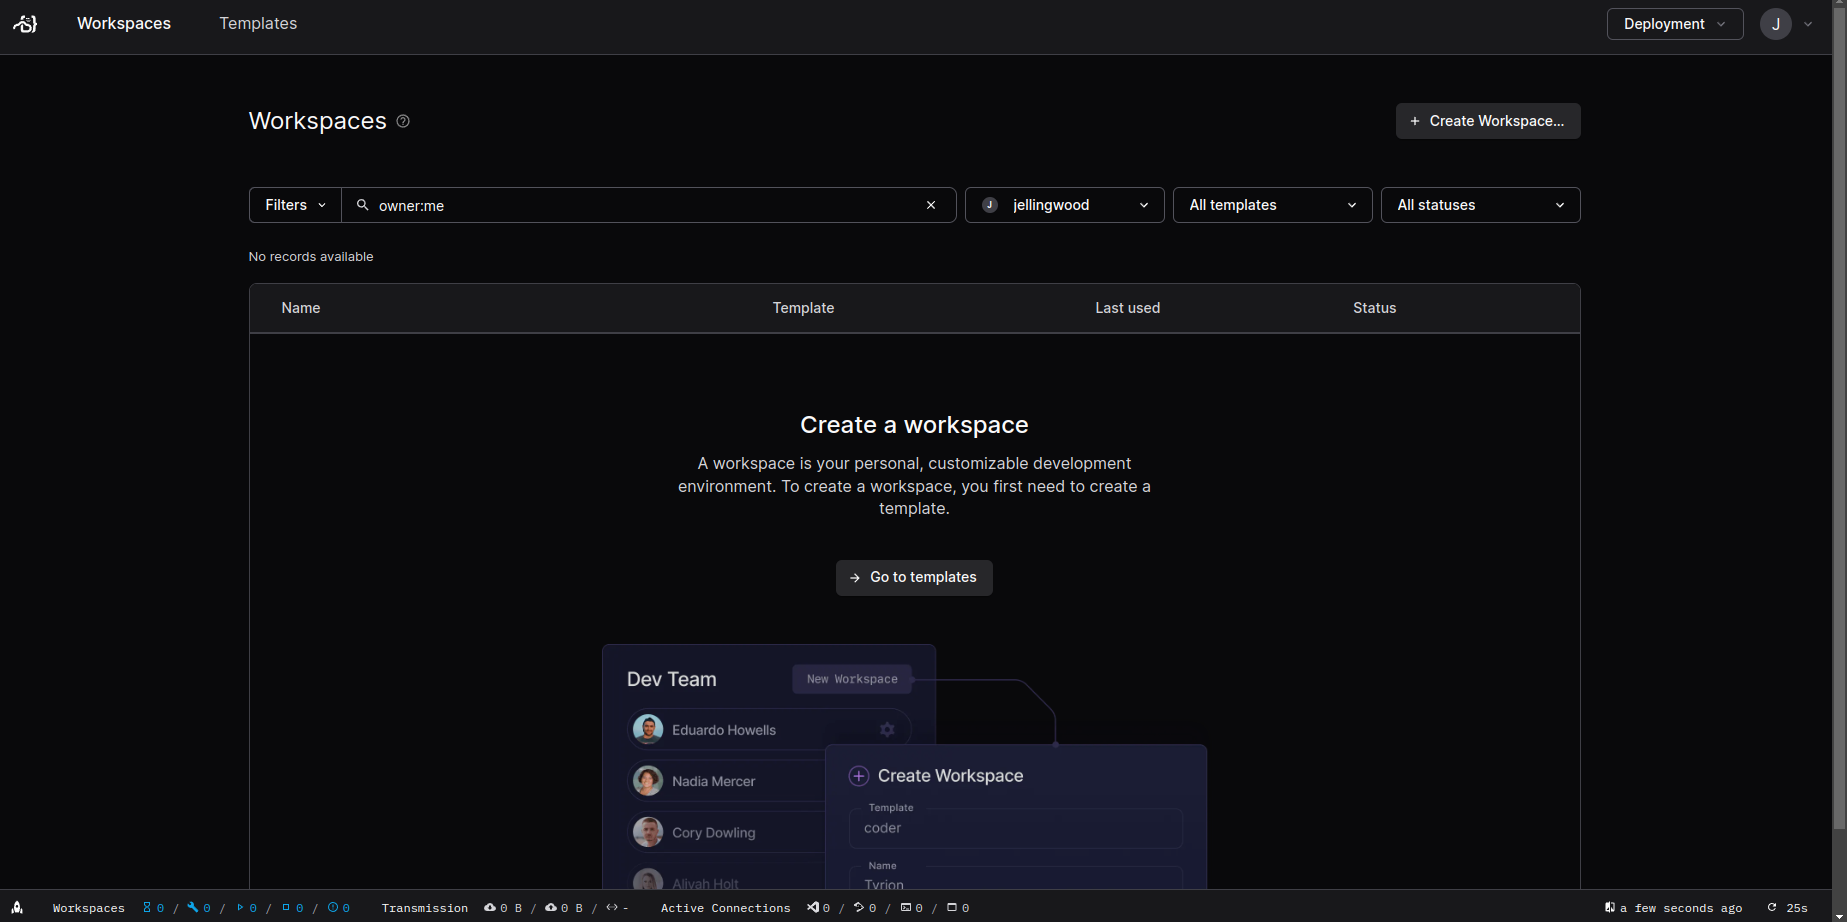 Workspaces Templates Deployment J
Workspaces
+ Create Workspace...
Filters owner:me J jellingwood All templates All statuses
No records available
Name Template Last used Status
Create a workspace
A workspace is your personal, customizable development
environment. To create a workspace, you first need to create a
template.
Go to templates
Dev Team New Workspace
Eduardo Howells
Nadia Mercer
Cory Dowling
Aliyah Holt
Create Workspace
Template
coder
Name
Tyrion
Workspaces 0 / 0 / 0 / 0 / 0 Transmission 0 B / 0 B / - Active Connections 0 / 0 / 0 / 0 a few seconds ago 25s